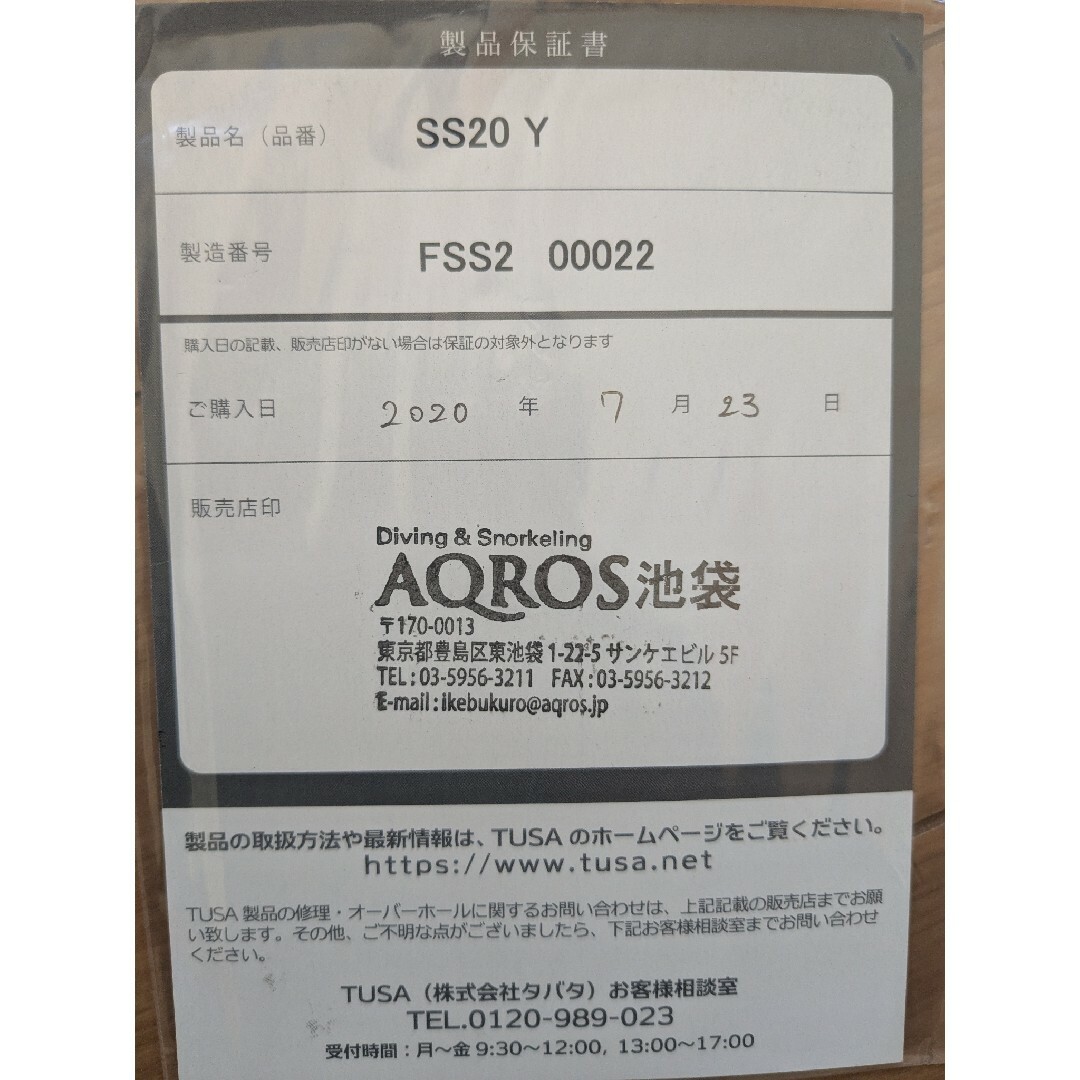 製品保証書
製品名（品番） SS20 Y
製造番号 FSS2 00022
購入日の記載、販売店印がない場合は保証の対象外となります
ご購入日 2020 年 7 月 23 日
販売店印
Diving & Snorkeling
AQROS池袋
〒170-0013
東京都豊島区東池袋1-22-5 サンケエビル 5F
TEL:03-5956-3211 FAX:03-5956-3212
E-mail:ikebukuro@aqros.jp
製品の取扱方法や最新情報は、TUSA のホームページをご覧ください。
https://www.tusa.net
TUSA 製品の修理・オーバーホールに関するお問い合わせは、上記記載の販売店までお願
い致します。その他、ご不明な点がございましたら、下記お客様相談室までお問い合わせ
ください。
TUSA（株式会社タバタ）お客様相談室
TEL.0120-989-023
受付時間：月～金 9:30～12:00, 13:00～17:00